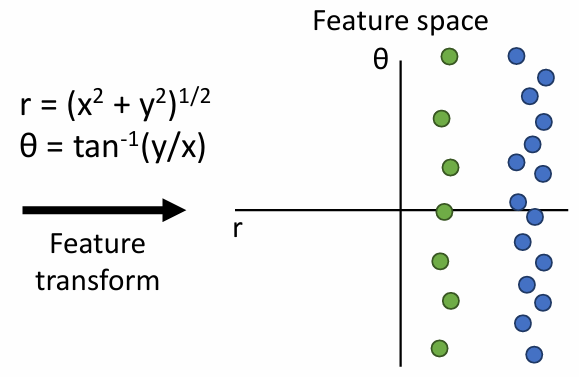 Feature space
θ
r = (x² + y²)¹/²
θ = tan⁻¹(y/x)
r
Feature
transform